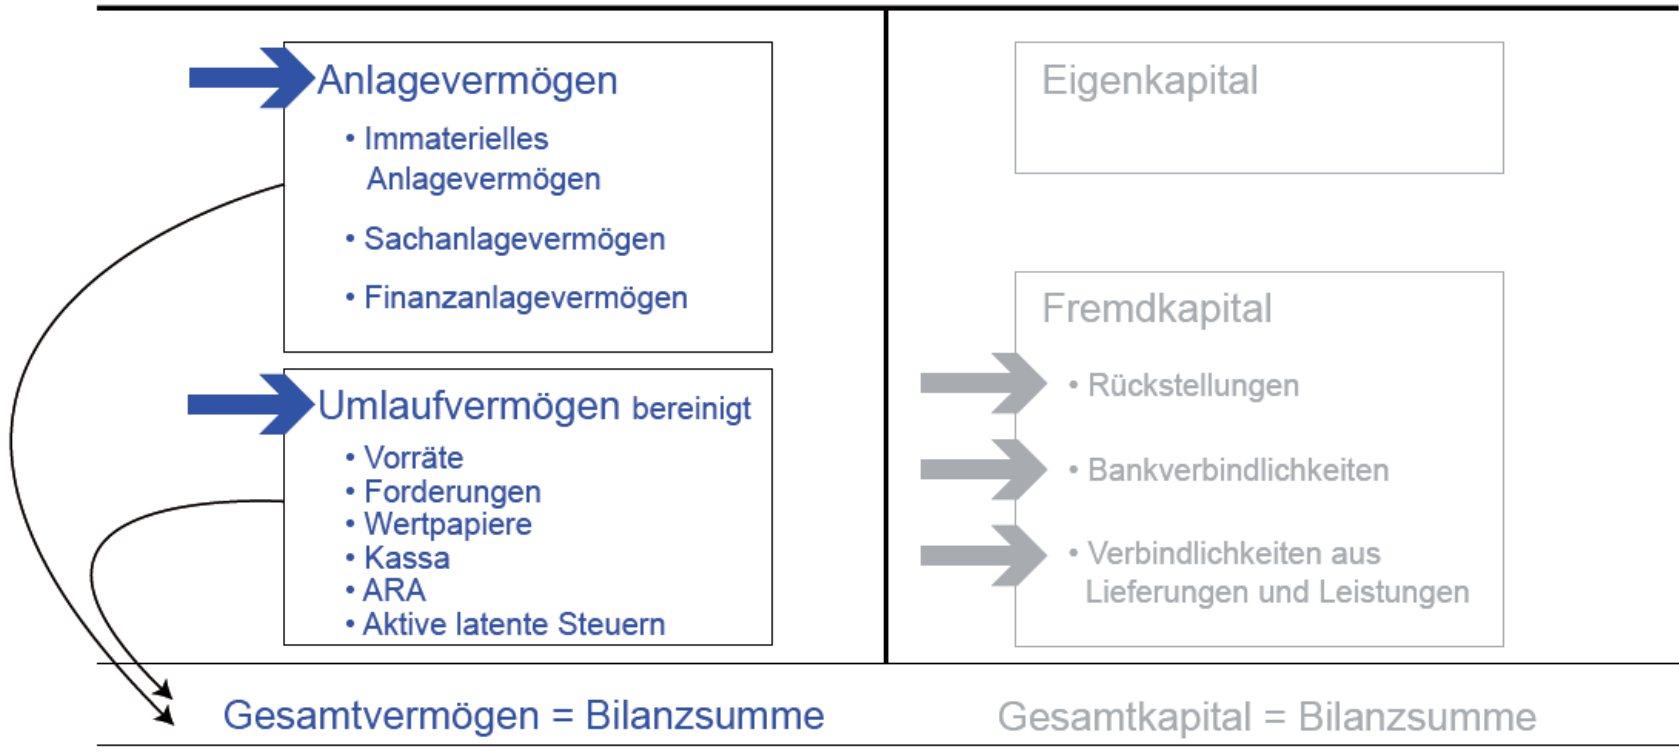 Anlagevermögen
• Immaterielles
Anlagevermögen
• Sachanlagevermögen
• Finanzanlagevermögen
Umlaufvermögen bereinigt
• Vorräte
• Forderungen
• Wertpapiere
• Kassa
• ARA
• Aktive latente Steuern
Gesamtvermögen = Bilanzsumme
Eigenkapital
Fremdkapital
• Rückstellungen
• Bankverbindlichkeiten
• Verbindlichkeiten aus
Lieferungen und Leistungen
Gesamtkapital = Bilanzsumme